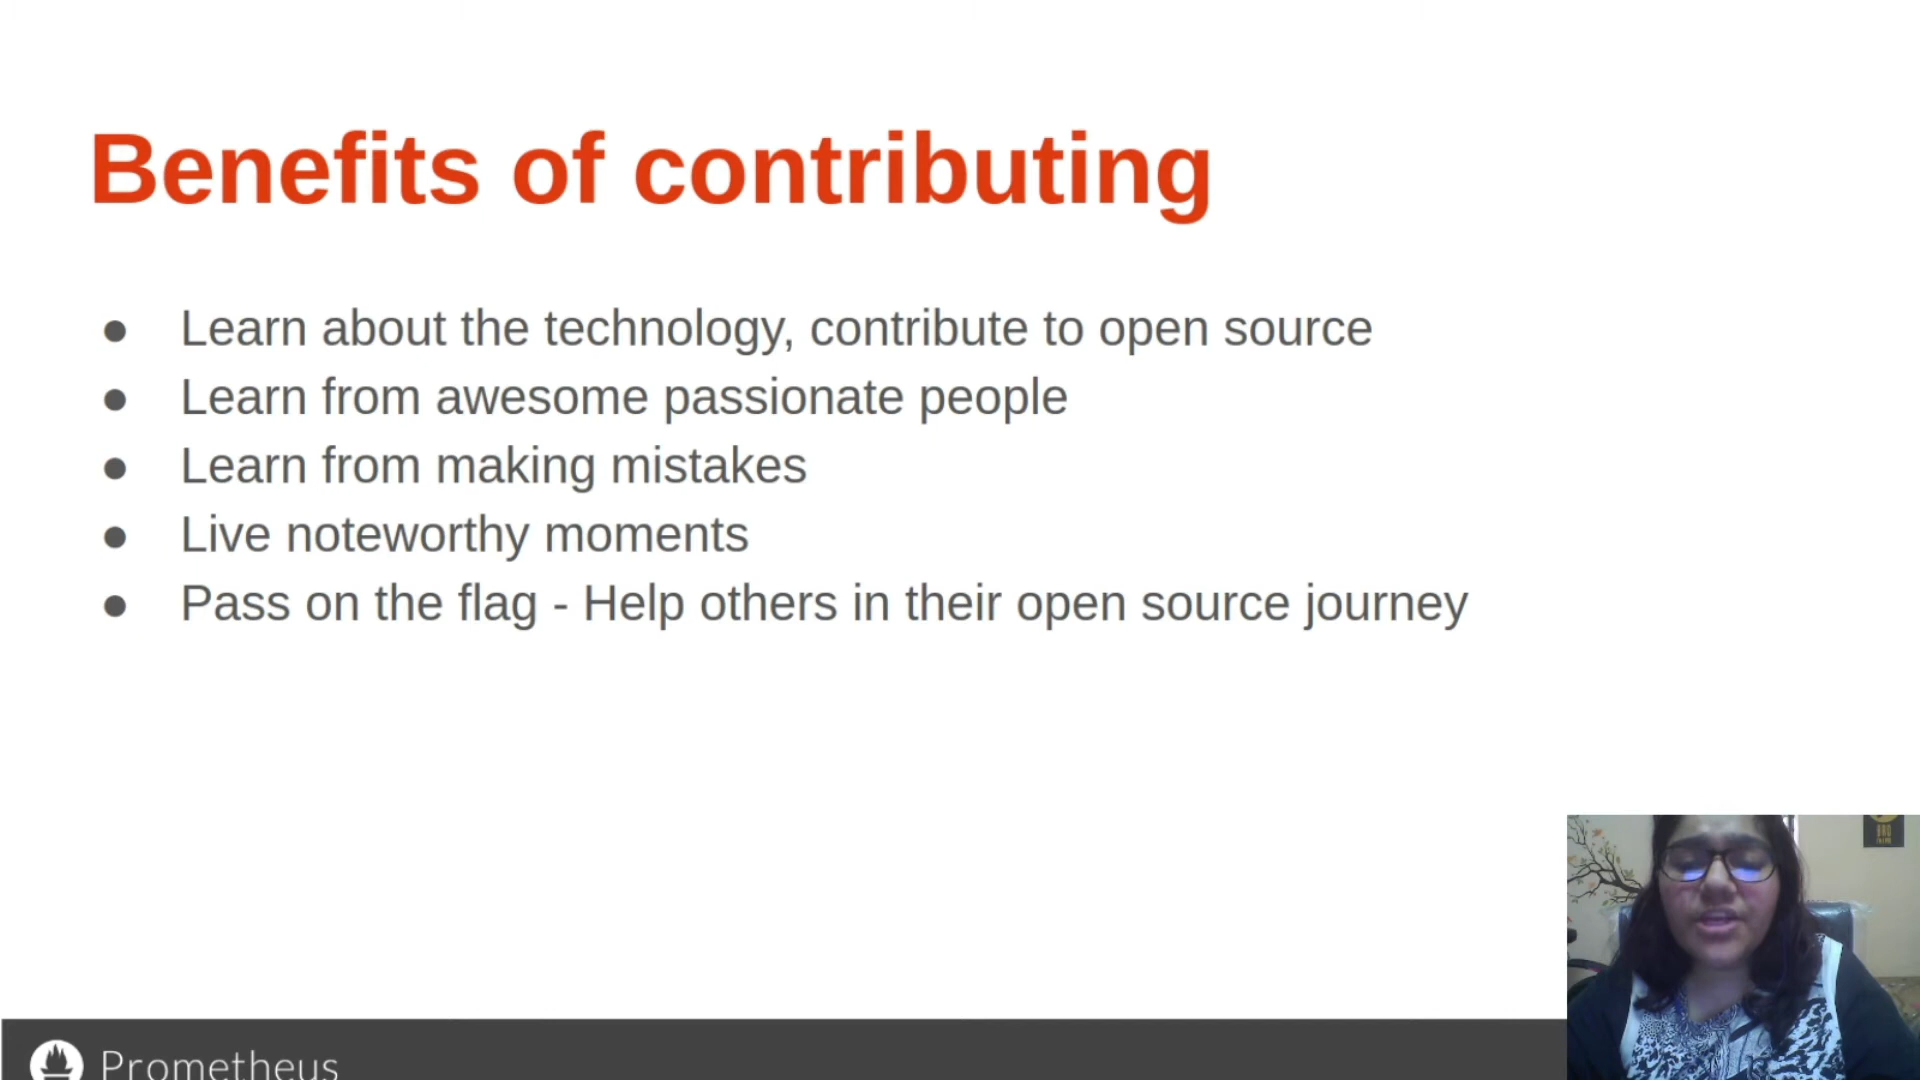 Benefits of contributing
● Learn about the technology, contribute to open source
● Learn from awesome passionate people
● Learn from making mistakes
● Live noteworthy moments
● Pass on the flag - Help others in their open source journey
Prometheus